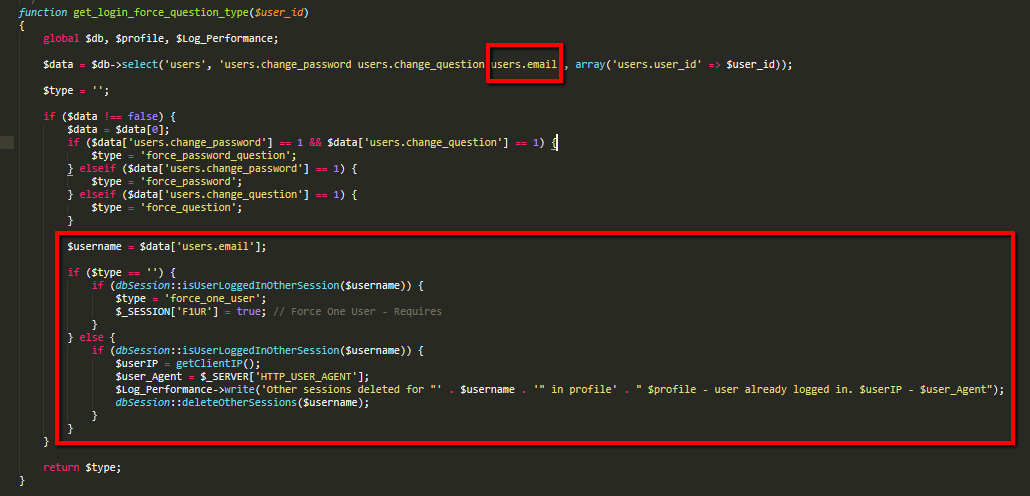 function get_login_force_question_type($user_id)
{
global $db, $profile, $Log_Performance;
$data = $db->select('users', 'users.change_password users.change_question users.email', array('users.user_id' => $user_id));
$type = '';
if ($data !== false) {
$data = $data[0];
if ($data['users.change_password'] == 1 && $data['users.change_question'] == 1) {
$type = 'force_password_question';
} elseif ($data['users.change_password'] == 1) {
$type = 'force_password';
} elseif ($data['users.change_question'] == 1) {
$type = 'force_question';
}
$username = $data['users.email'];
if ($type == '') {
if (dbSession::isUserLoggedInOtherSession($username)) {
$type = 'force_one_user';
$_SESSION['F1UR'] = true; // Force One User - Requires
}
} else {
if (dbSession::isUserLoggedInOtherSession($username)) {
$userIP = getClientIP();
$user_Agent = $_SERVER['HTTP_USER_AGENT'];
$Log_Performance->write('Other sessions deleted for "' . $username . '" in profile' . " $profile - user already logged in. $userIP - $user_Agent");
dbSession::deleteOtherSessions($username);
}
}
}
return $type;
}